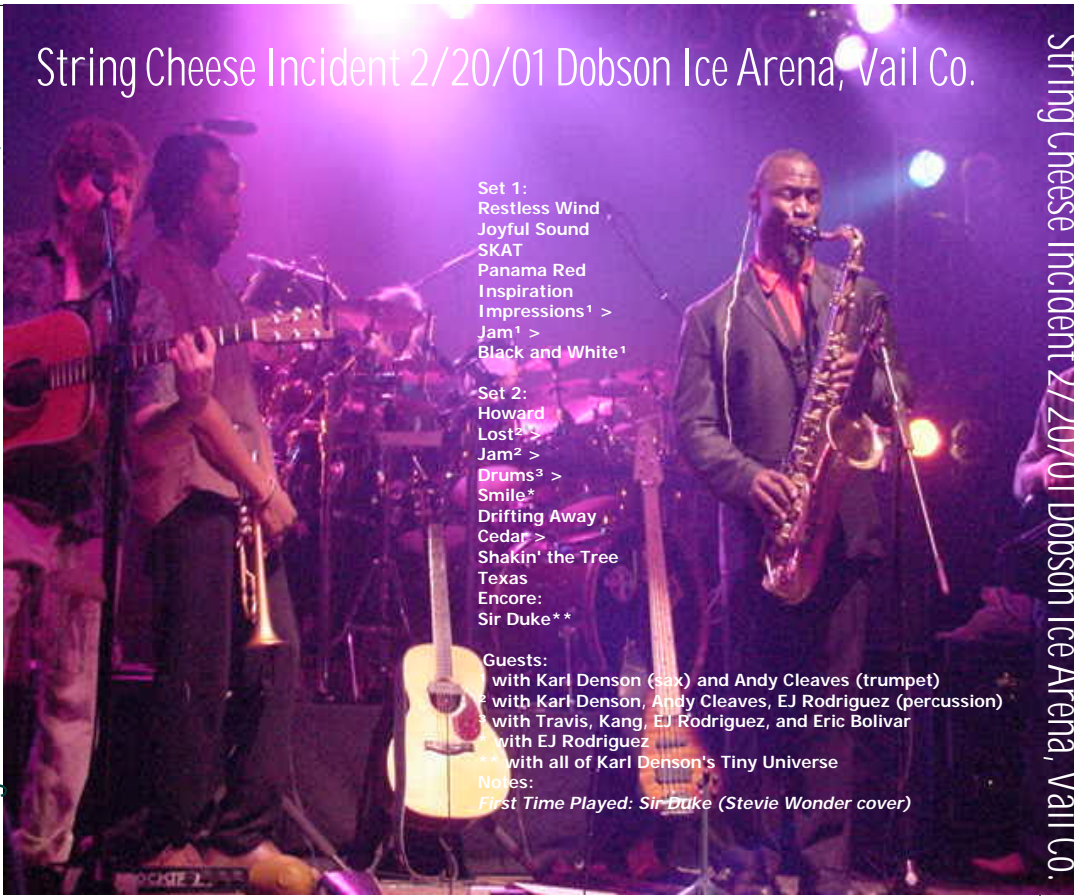 String Cheese Incident 2/20/01 Dobson Ice Arena, Vail Co.
Set 1:
Restless Wind
Joyful Sound
SKAT
Panama Red
Inspiration
Impressions¹ >
Jam¹ >
Black and White¹
Set 2:
Howard
Lost² >
Jam² >
Drums³ >
Smile*
Drifting Away
Cedar >
Shakin' the Tree
Texas
Encore:
Sir Duke**
Guests:
¹ with Karl Denson (sax) and Andy Cleaves (trumpet)
² with Karl Denson, Andy Cleaves, EJ Rodriguez (percussion)
³ with Travis, Kang, EJ Rodriguez, and Eric Bolivar
* with EJ Rodriguez
** with all of Karl Denson's Tiny Universe
Notes:
First Time Played: Sir Duke (Stevie Wonder cover)
String Cheese Incident 2/20/01 Dobson Ice Arena, Vail Co.